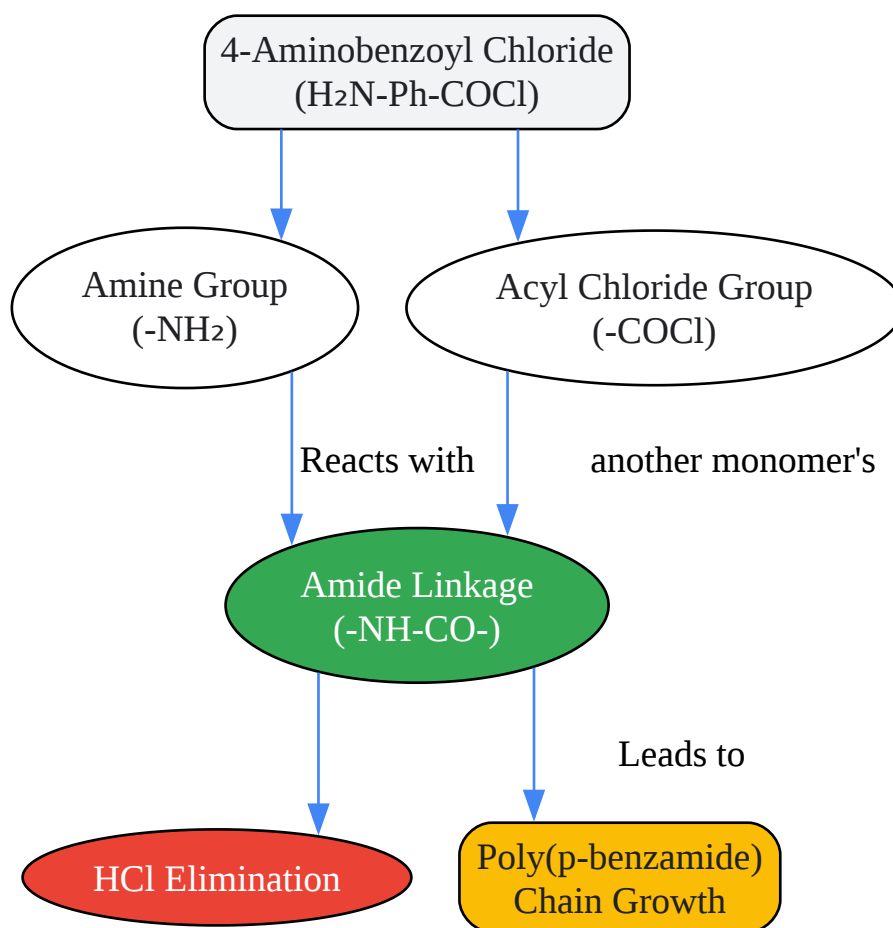 4-Aminobenzoyl Chloride
(H₂N-Ph-COCl)
Amine Group
(-NH₂)
Acyl Chloride Group
(-COCl)
Reacts with
another monomer's
Amide Linkage
(-NH-CO-)
Leads to
HCl Elimination
Poly(p-benzamide)
Chain Growth